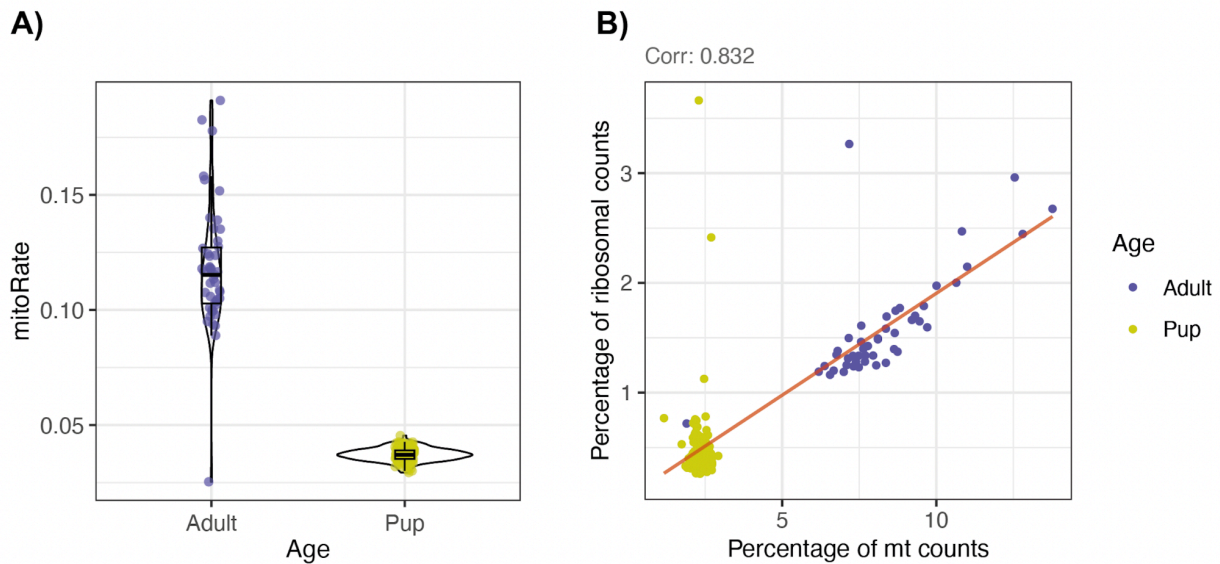 A)
mitoRate
0.15
0.10
0.05
Adult
Pup
Age
B)
Corr: 0.832
Percentage of ribosomal counts
3
2
1
5
10
Percentage of mt counts
Age
Adult
Pup